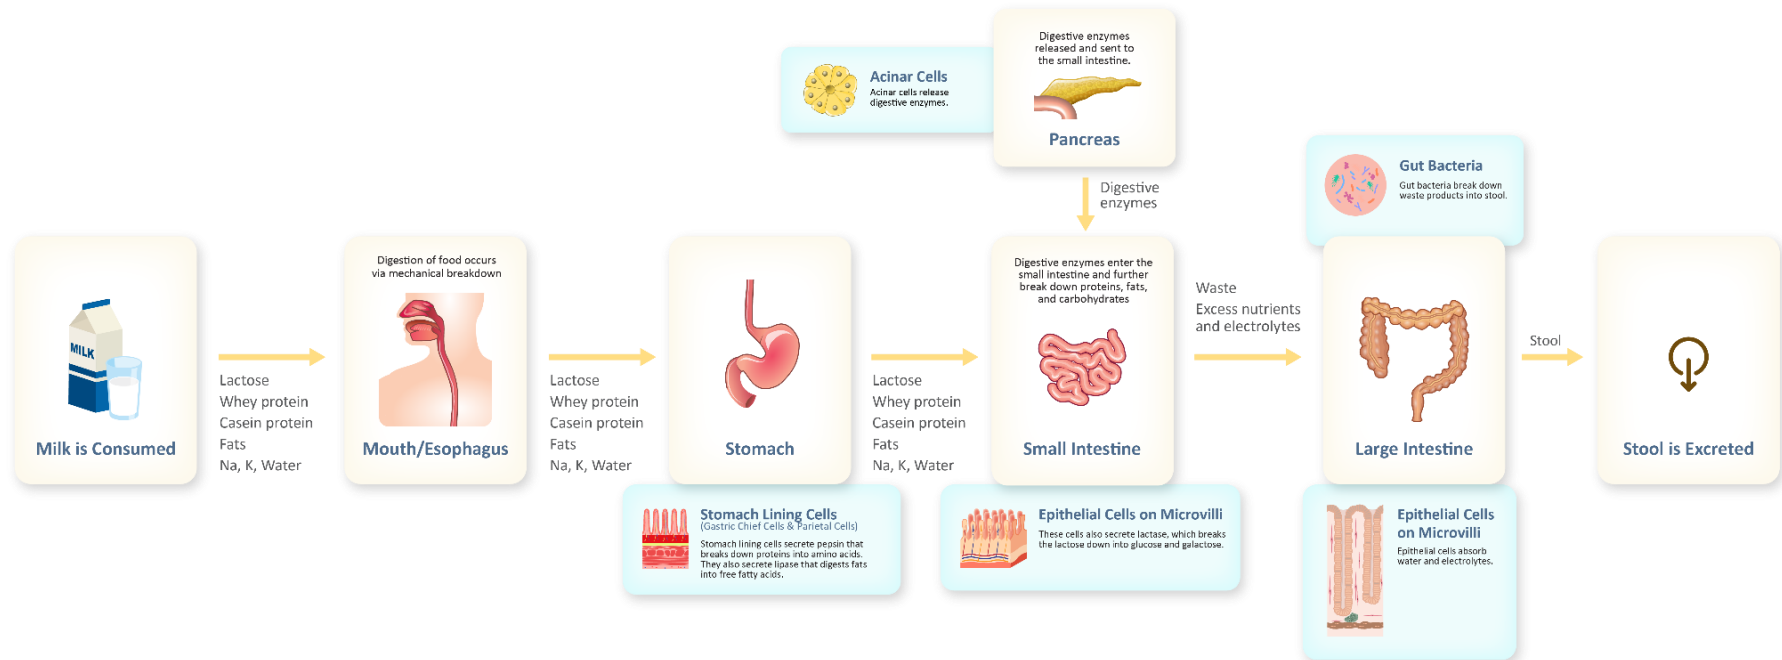 MILK
Milk is Consumed
Lactose
Whey protein
Casein protein
Fats
Na, K, Water
Digestion of food occurs
via mechanical breakdown
Mouth/Esophagus
Lactose
Whey protein
Casein protein
Fats
Na, K, Water
Stomach
Stomach Lining Cells
(Gastric Chief Cells & Parietal Cells)
Stomach lining cells secrete pepsin that
breaks down proteins into amino acids.
They also secrete lipase that digests fats
into free fatty acids.
Lactose
Whey protein
Casein protein
Fats
Na, K, Water
Acinar Cells
Acinar cells release
digestive enzymes.
Digestive enzymes
released and sent to
the small intestine.
Pancreas
Digestive
enzymes
Digestive enzymes enter the
small intestine and further
break down proteins, fats,
and carbohydrates
Small Intestine
Epithelial Cells on Microvilli
These cells also secrete lactase, which breaks
the lactose down into glucose and galactose.
Waste
Excess nutrients
and electrolytes
Gut Bacteria
Gut bacteria break down
waste products into stool.
Large Intestine
Epithelial Cells
on Microvilli
Epithelial cells absorb
water and electrolytes.
Stool
Stool is Excreted